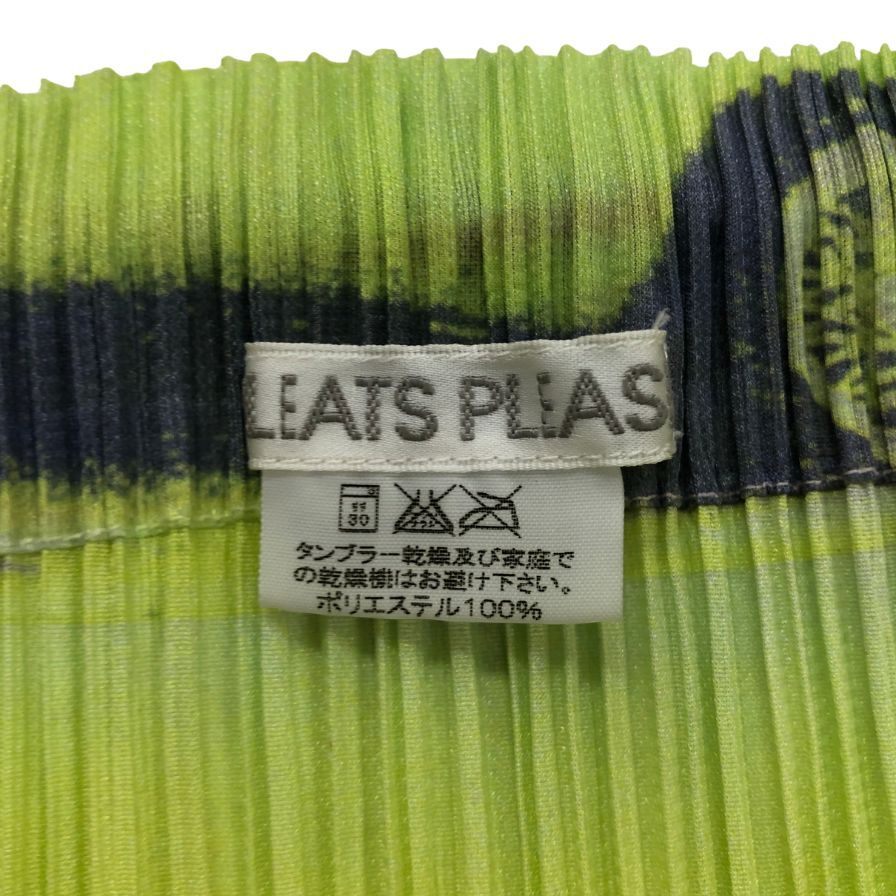 LEATS PLEAS
30
タンブラー乾燥及び家庭で
の乾燥機はお避け下さい。
ポリエステル100%